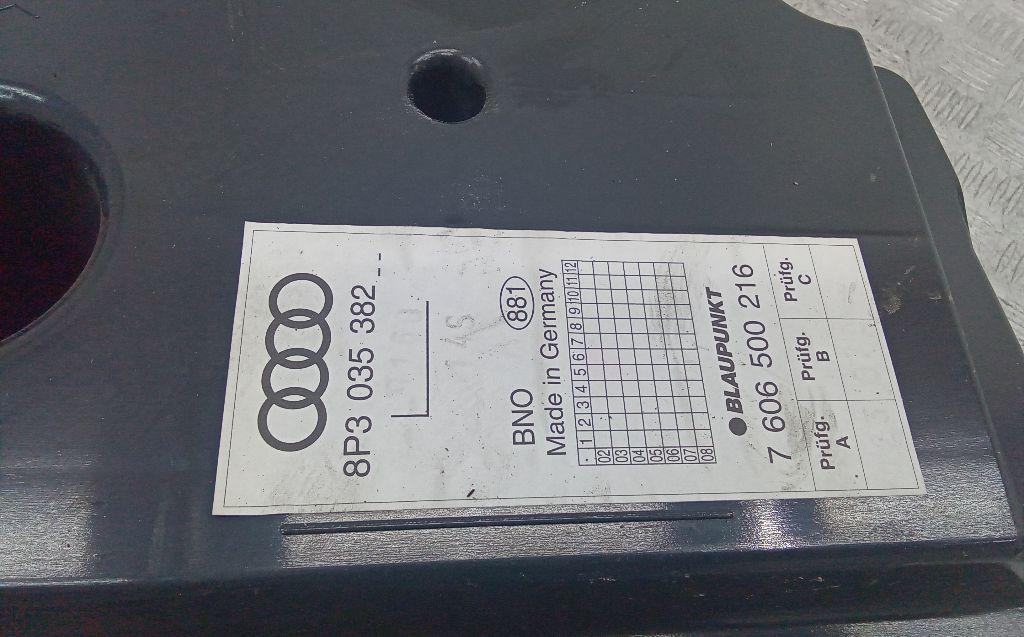 8P3 035 382 --
BNO
881
Made in Germany
- 1 2 3 4 5 6 7 8 9 10 11 12
02
03
04
05
06
07
08
BLAUPUNKT
7 606 500 216
Prüfg. A
Prüfg. B
Prüfg. C